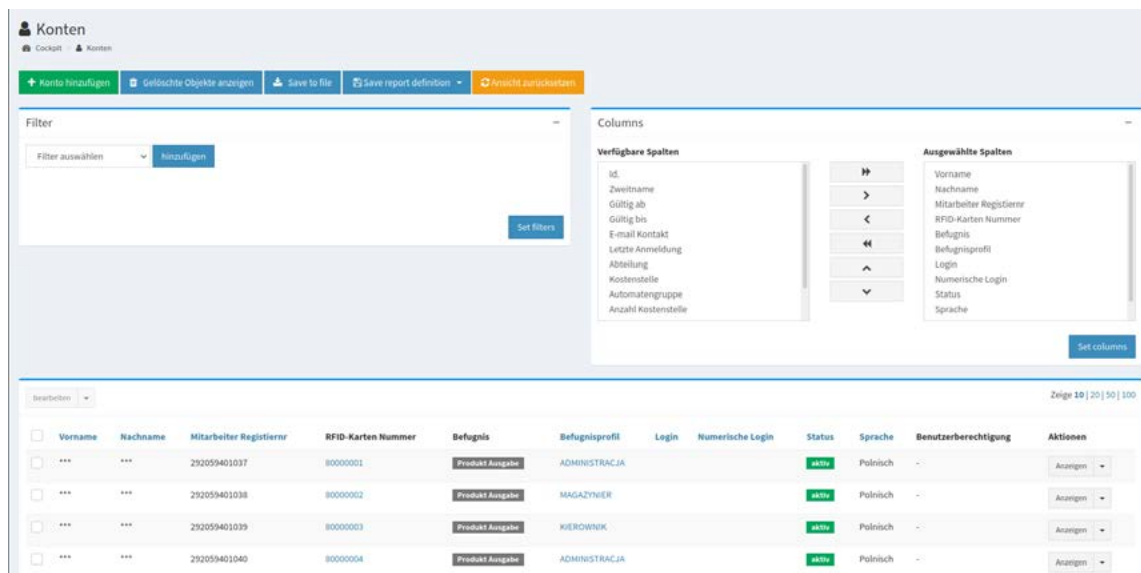 Konten
Cockpit Konten
Konto hinzufügen Gelöschte Objekte anzeigen Save to file Save report definition Ansicht zurücksetzen
Filter
Filter auswählen hinzufügen
Set filters
Columns
Verfügbare Spalten
Id.
Zweitname
Gültig ab
Gültig bis
E-mail Kontakt
Letzte Anmeldung
Abteilung
Kostenstelle
Automatengruppe
Anzahl Kostenstelle
Ausgewählte Spalten
Vorname
Nachname
Mitarbeiter Registiernr
RFID-Karten Nummer
Befugnis
Befugnisprofil
Login
Numerische Login
Status
Sprache
Set columns
bearbeiten
Zeige 10 | 20 | 50 | 100
Vorname Nachname Mitarbeiter Registiernr RFID-Karten Nummer Befugnis Befugnisprofil Login Numerische Login Status Sprache Benutzerberechtigung Aktionen
*** *** 292059401037 80000001 Produkt Ausgabe ADMINISTRACJA aktiv Polnisch - Anzeigen
*** *** 292059401038 80000002 Produkt Ausgabe MAGAZYNIER aktiv Polnisch - Anzeigen
*** *** 292059401039 80000003 Produkt Ausgabe KIEROWNIK aktiv Polnisch - Anzeigen
*** *** 292059401040 80000004 Produkt Ausgabe ADMINISTRACJA aktiv Polnisch - Anzeigen